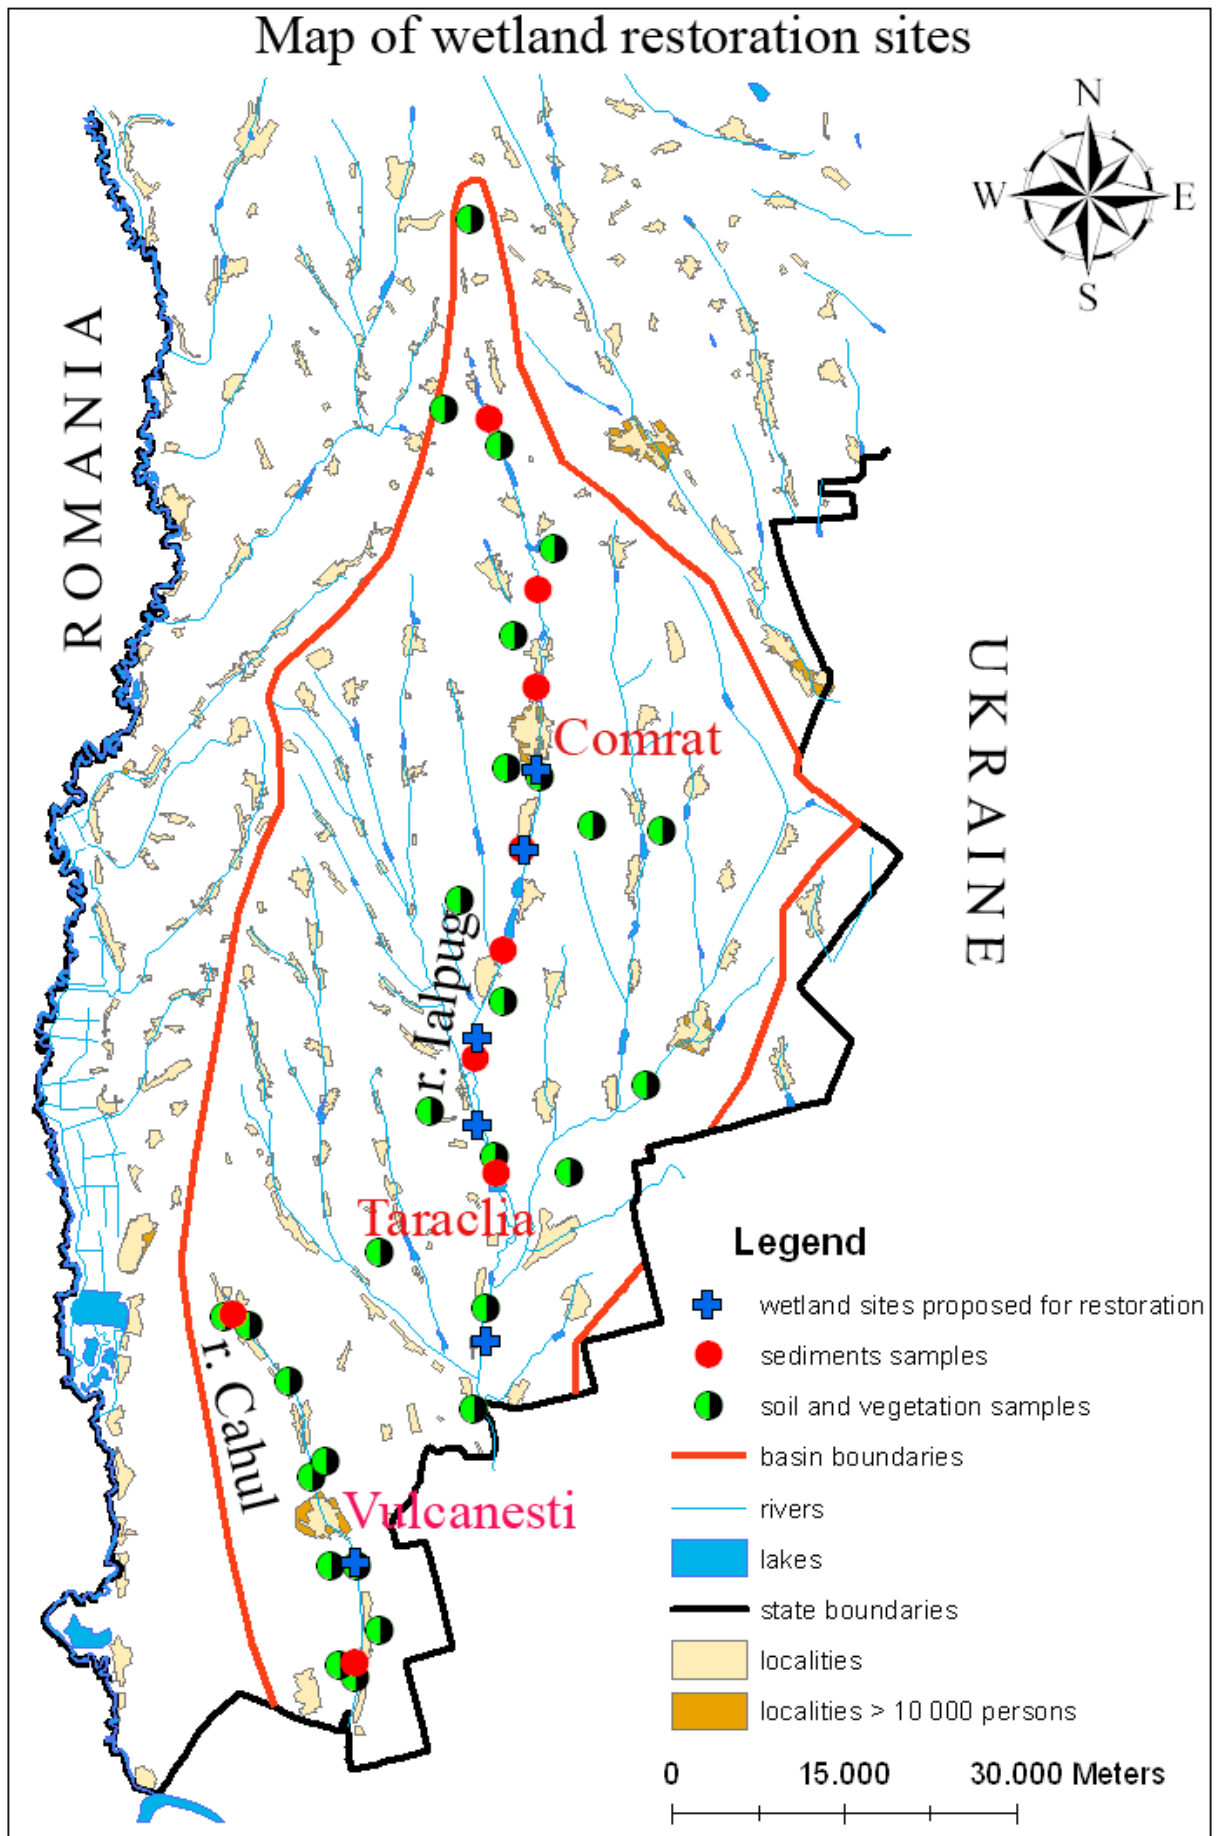 Map of wetland restoration sites
N
W
E
S
ROMANIA
UKRAINE
Comrat
r. Ialpug
Taraclia
r. Cahul
Vulcanesti
Legend
wetland sites proposed for restoration
sediments samples
soil and vegetation samples
basin boundaries
rivers
lakes
state boundaries
localities
localities > 10 000 persons
0 15.000 30.000 Meters